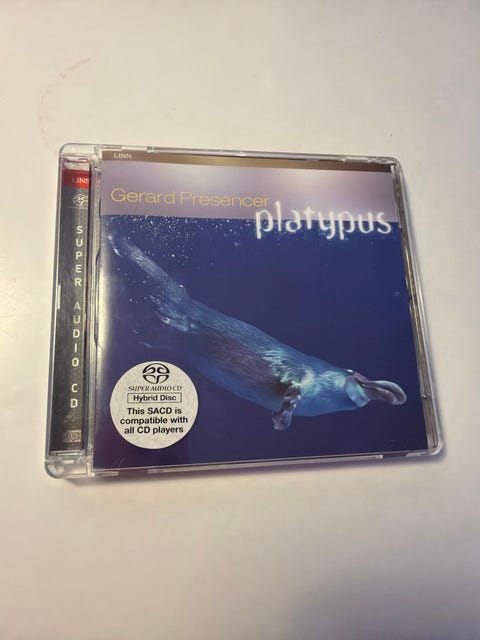 LINN
Gerard Presencer
platypus
LINN
SUPER AUDIO CD
SUPER AUDIO CD
Hybrid Disc
This SACD is
compatible with
all CD players